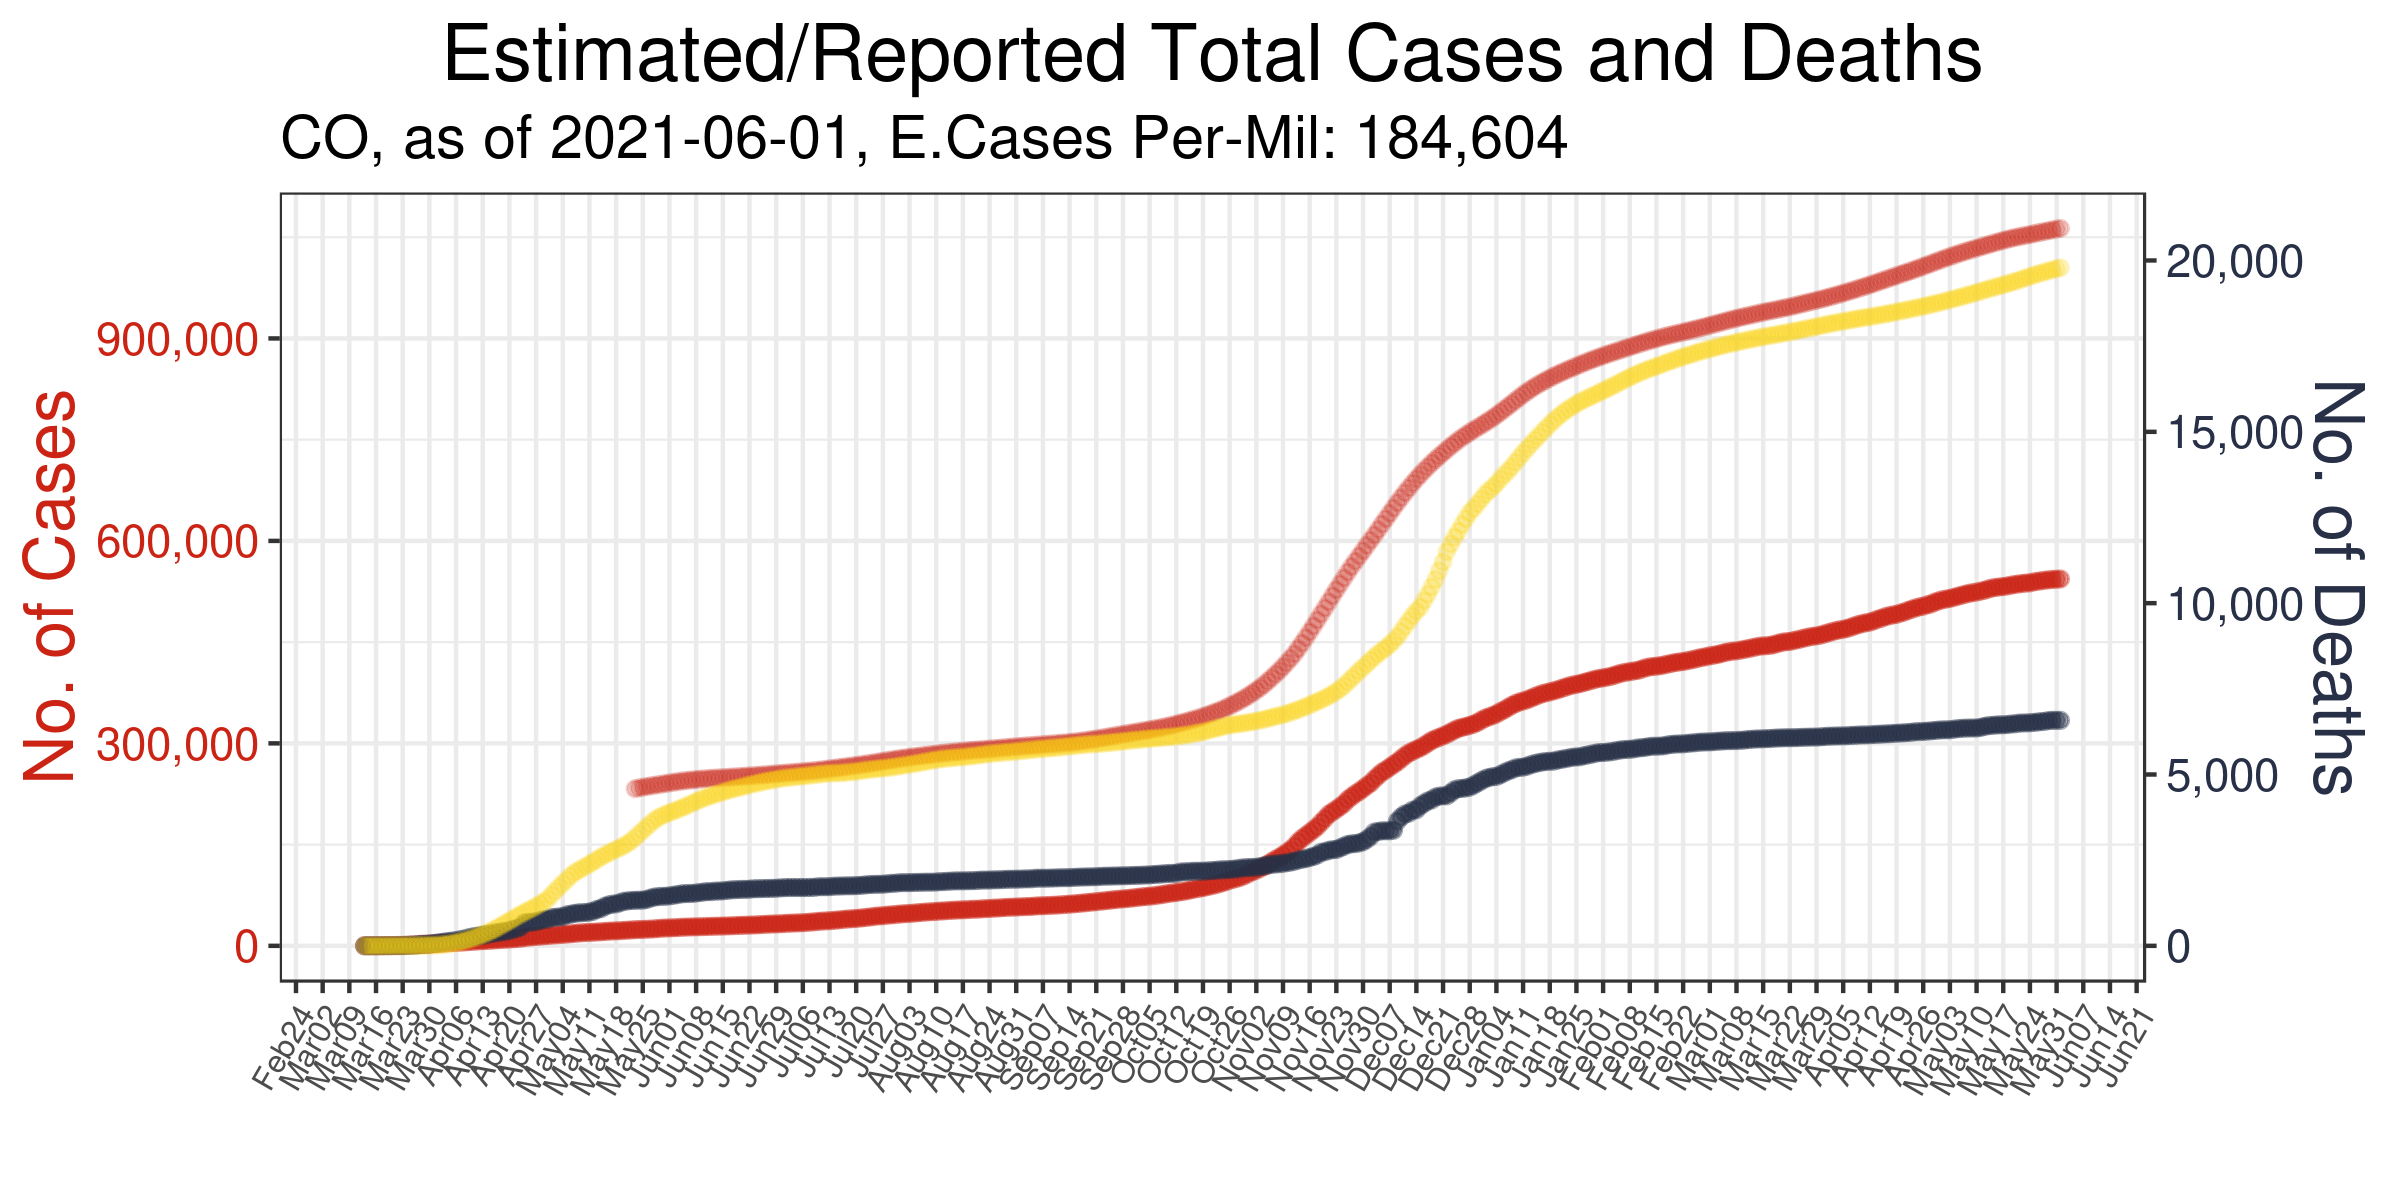 Estimated/Reported Total Cases and Deaths
CO, as of 2021-06-01, E.Cases Per-Mil: 184,604
No. of Cases
900,000
600,000
300,000
0
20,000
15,000
10,000
5,000
0
No. of Deaths
Feb24
Mar02
Mar09
Mar16
Mar23
Mar30
Apr06
Apr13
Apr20
Apr27
May04
May11
May18
May25
Jun01
Jun08
Jun15
Jun22
Jun29
Jul06
Jul13
Jul20
Jul27
Aug03
Aug10
Aug17
Aug24
Aug31
Sep07
Sep14
Sep21
Sep28
Oct05
Oct12
Oct19
Oct26
Nov02
Nov09
Nov16
Nov23
Nov30
Dec07
Dec14
Dec21
Dec28
Jan04
Jan11
Jan18
Jan25
Feb01
Feb08
Feb15
Feb22
Mar01
Mar08
Mar15
Mar22
Mar29
Apr05
Apr12
Apr19
Apr26
May03
May10
May17
May24
May31
Jun07
Jun14
Jun21